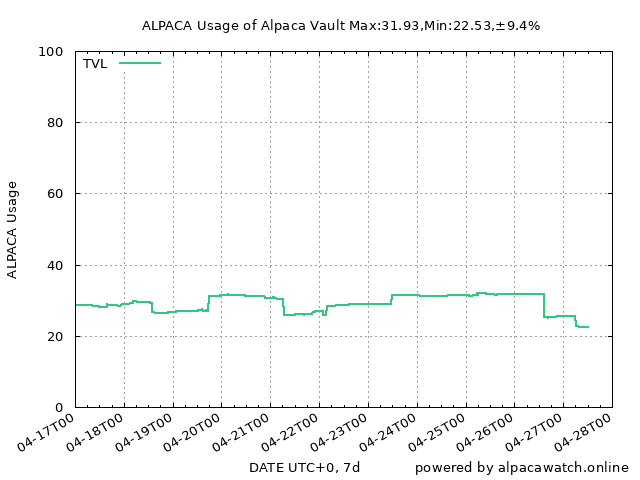 ALPACA Usage of Alpaca Vault Max:31.93,Min:22.53,±9.4%
TVL
100
80
60
40
20
0
ALPACA Usage
04-17T00
04-18T00
04-19T00
04-20T00
04-21T00
04-22T00
04-23T00
04-24T00
04-25T00
04-26T00
04-27T00
04-28T00
DATE UTC+0, 7d
powered by alpacawatch.online